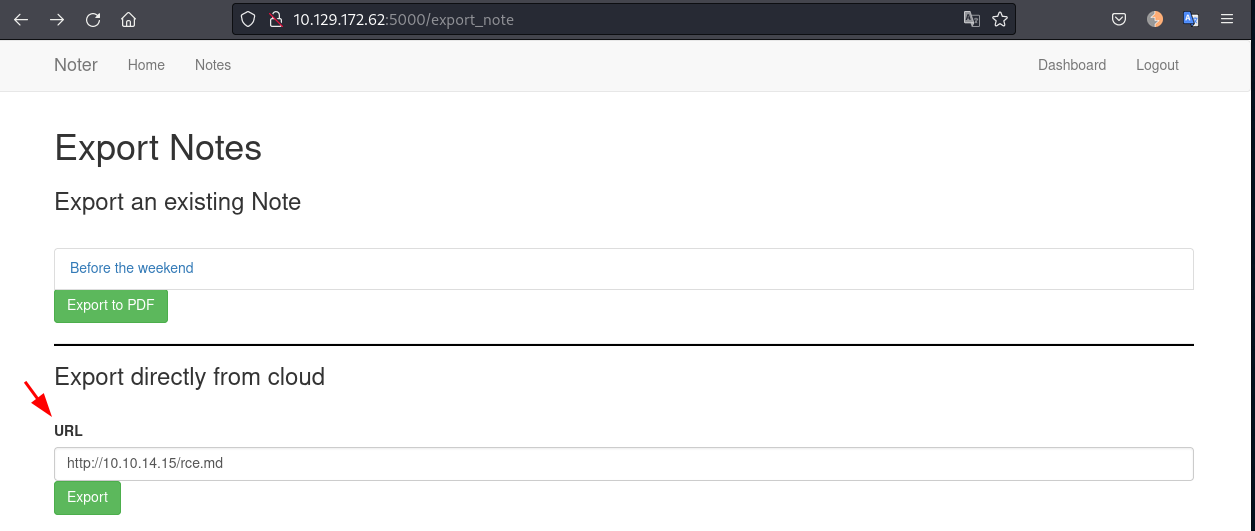 10.129.172.62:5000/export_note
Noter Home Notes Dashboard Logout
Export Notes
Export an existing Note
Before the weekend
Export to PDF
Export directly from cloud
URL
http://10.10.14.15/rce.md
Export